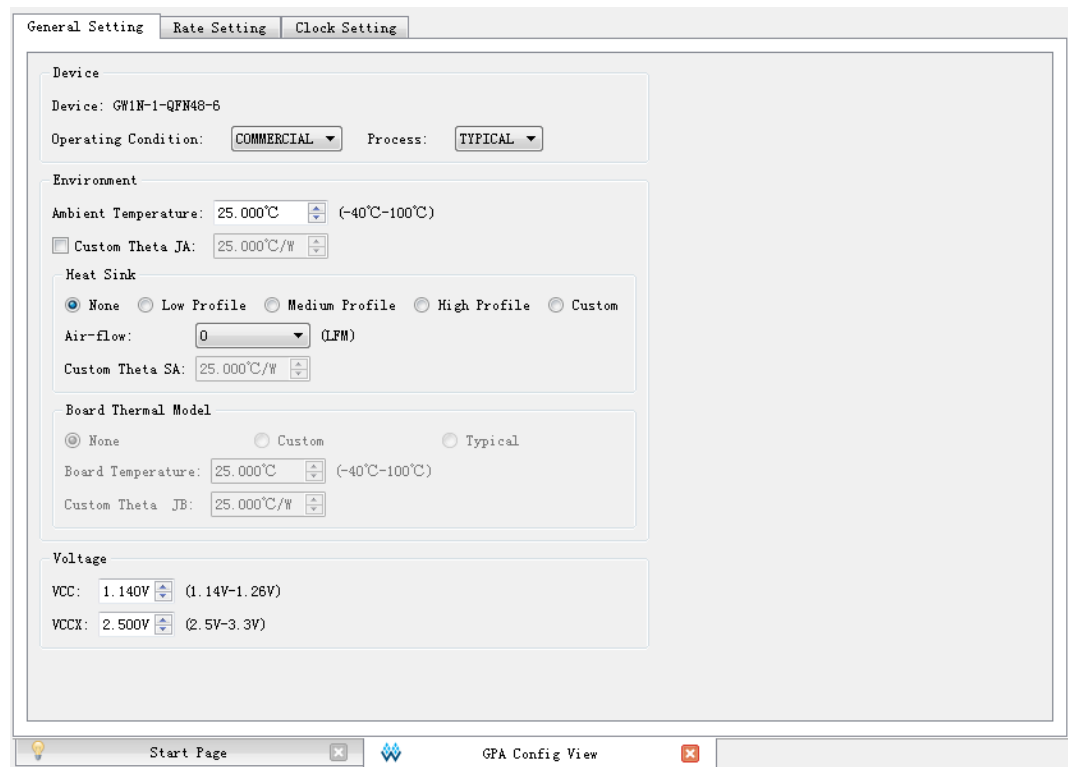 General Setting Rate Setting Clock Setting
Device
Device: GW1N-1-QFN48-6
Operating Condition: COMMERCIAL Process: TYPICAL
Environment
Ambient Temperature: 25.000℃ (-40℃-100℃)
Custom Theta JA: 25.000℃/W
Heat Sink
None Low Profile Medium Profile High Profile Custom
Air-flow: 0 (LFM)
Custom Theta SA: 25.000℃/W
Board Thermal Model
None Custom Typical
Board Temperature: 25.000℃ (-40℃-100℃)
Custom Theta JB: 25.000℃/W
Voltage
VCC: 1.140V (1.14V-1.26V)
VCCX: 2.500V (2.5V-3.3V)
Start Page GPA Config View